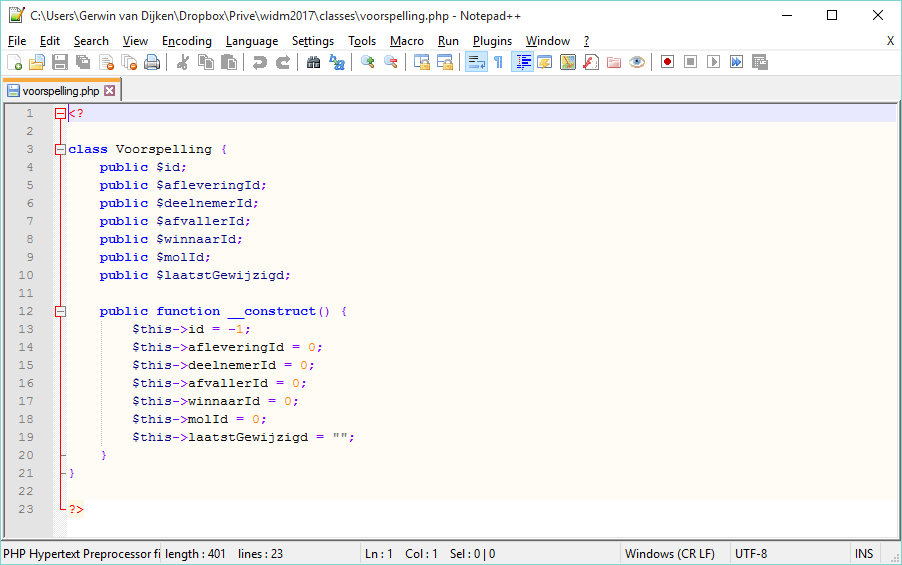 C:\Users\Gerwin van Dijken\Dropbox\Prive\widm2017\classes\voorspelling.php - Notepad++
File Edit Search View Encoding Language Settings Tools Macro Run Plugins Window ? X
voorspelling.php
1 <?
2
3 class Voorspelling {
4 public $id;
5 public $afleveringId;
6 public $deelnemerId;
7 public $afvallerId;
8 public $winnaarId;
9 public $molId;
10 public $laatstGewijzigd;
11
12 public function __construct() {
13 $this->id = -1;
14 $this->afleveringId = 0;
15 $this->deelnemerId = 0;
16 $this->afvallerId = 0;
17 $this->winnaarId = 0;
18 $this->molId = 0;
19 $this->laatstGewijzigd = "";
20 }
21 }
22
23 ?>
PHP Hypertext Preprocessor fi length : 401 lines : 23 Ln : 1 Col : 1 Sel : 0 | 0 Windows (CR LF) UTF-8 INS